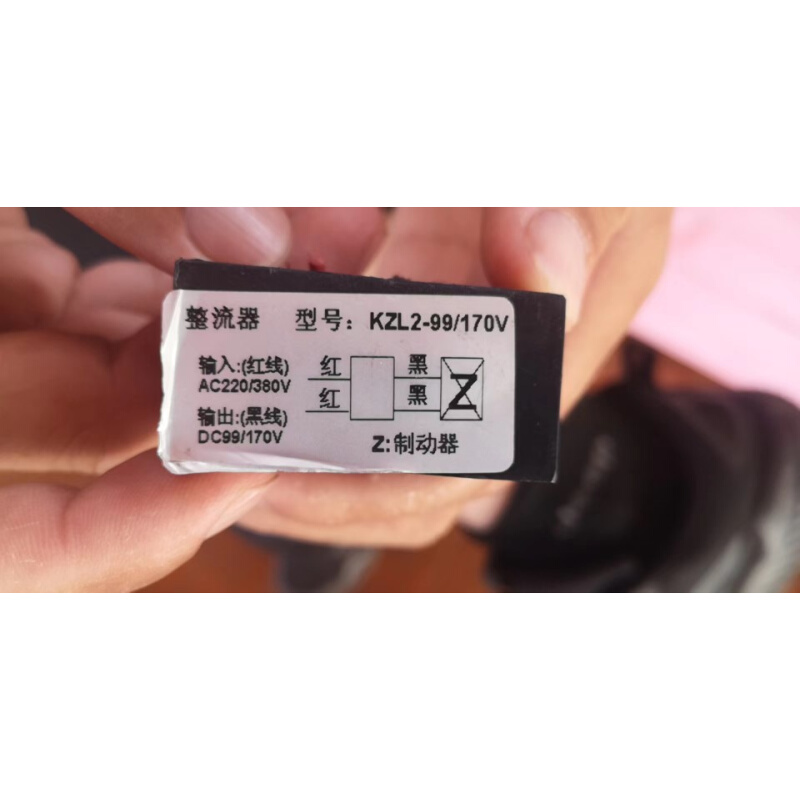 整流器 型号：KZL2-99/170V
输入:(红线)
AC220/380V
输出:(黑线)
DC99/170V
红 黑
红 黑
Z
Z:制动器